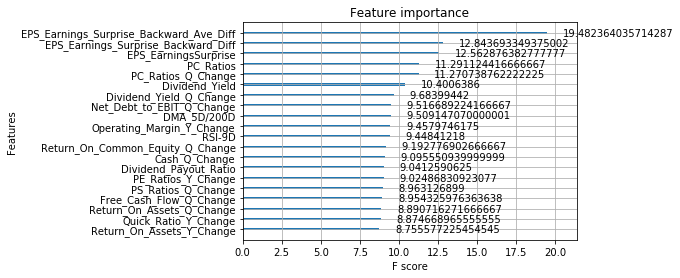 Feature importance
EPS_Earnings_Surprise_Backward_Ave_Diff 19.482364035714287
EPS_Earnings_Surprise_Backward_Diff 12.843693349375002
EPS_EarningsSurprise 12.562876382777777
PC_Ratios 11.291124416666667
PC_Ratios_Q_Change 11.270738762222225
Dividend_Yield 10.4006386
Dividend_Yield_Q_Change 9.68399442
Net_Debt_to_EBIT_Q_Change 9.516689224166667
DMA_5D/200D 9.509147070000001
Operating_Margin_Y_Change 9.4579746175
RSI-9D 9.44841218
Return_On_Common_Equity_Q_Change 9.192776902666667
Cash_Q_Change 9.095550939999999
Dividend_Payout_Ratio 9.0412590625
PE_Ratios_Y_Change 9.02486830923077
PS_Ratios_Q_Change 8.963126899
Free_Cash_Flow_Q_Change 8.954325976363638
Return_On_Assets_Q_Change 8.890716271666667
Quick_Ratio_Y_Change 8.874668965555555
Return_On_Assets_Y_Change 8.755577225454545
Features
0.0 2.5 5.0 7.5 10.0 12.5 15.0 17.5 20.0
F score